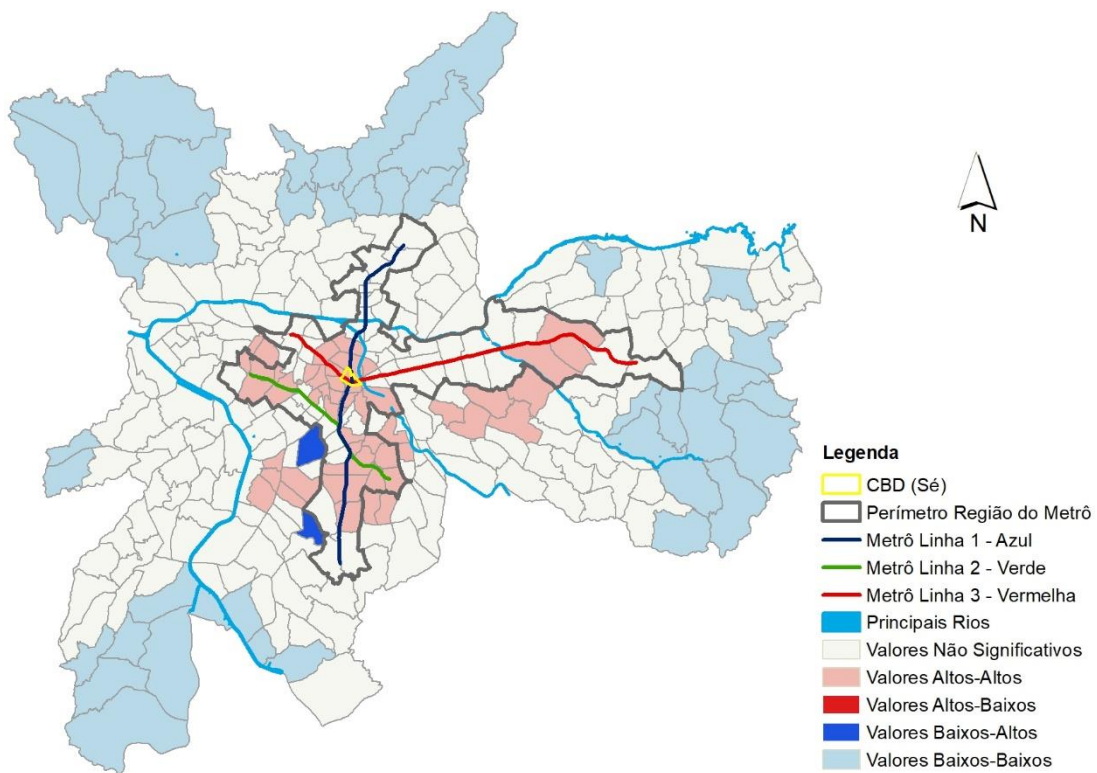 N
Legenda
CBD (Sé)
Perímetro Região do Metrô
Metrô Linha 1 - Azul
Metrô Linha 2 - Verde
Metrô Linha 3 - Vermelha
Principais Rios
Valores Não Significativos
Valores Altos-Altos
Valores Altos-Baixos
Valores Baixos-Altos
Valores Baixos-Baixos